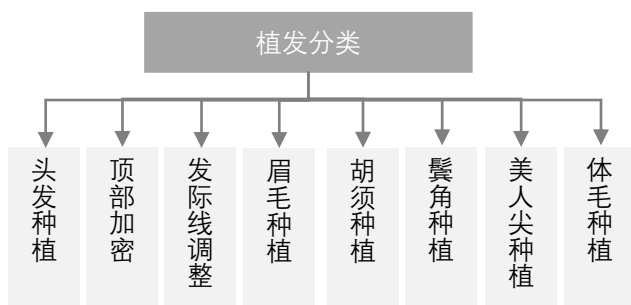 植发分类
头发种植
顶部加密
发际线调整
眉毛种植
胡须种植
鬓角种植
美人尖种植
体毛种植